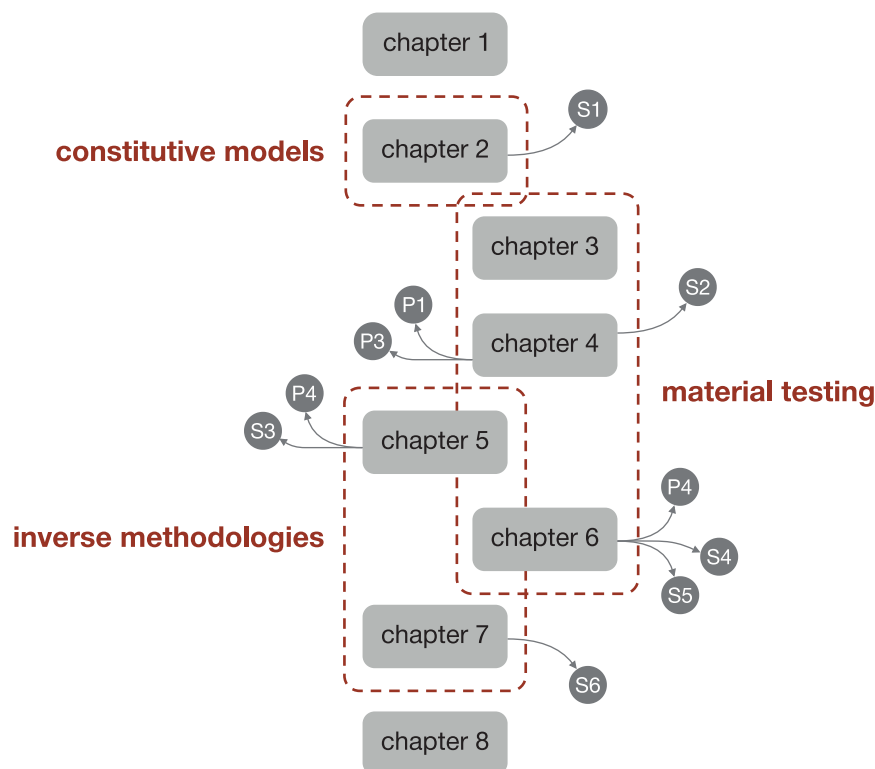 chapter 1
S1
constitutive models
chapter 2
chapter 3
S2
P1
P3
chapter 4
material testing
P4
S3
chapter 5
P4
inverse methodologies
chapter 6
S4
S5
chapter 7
S6
chapter 8